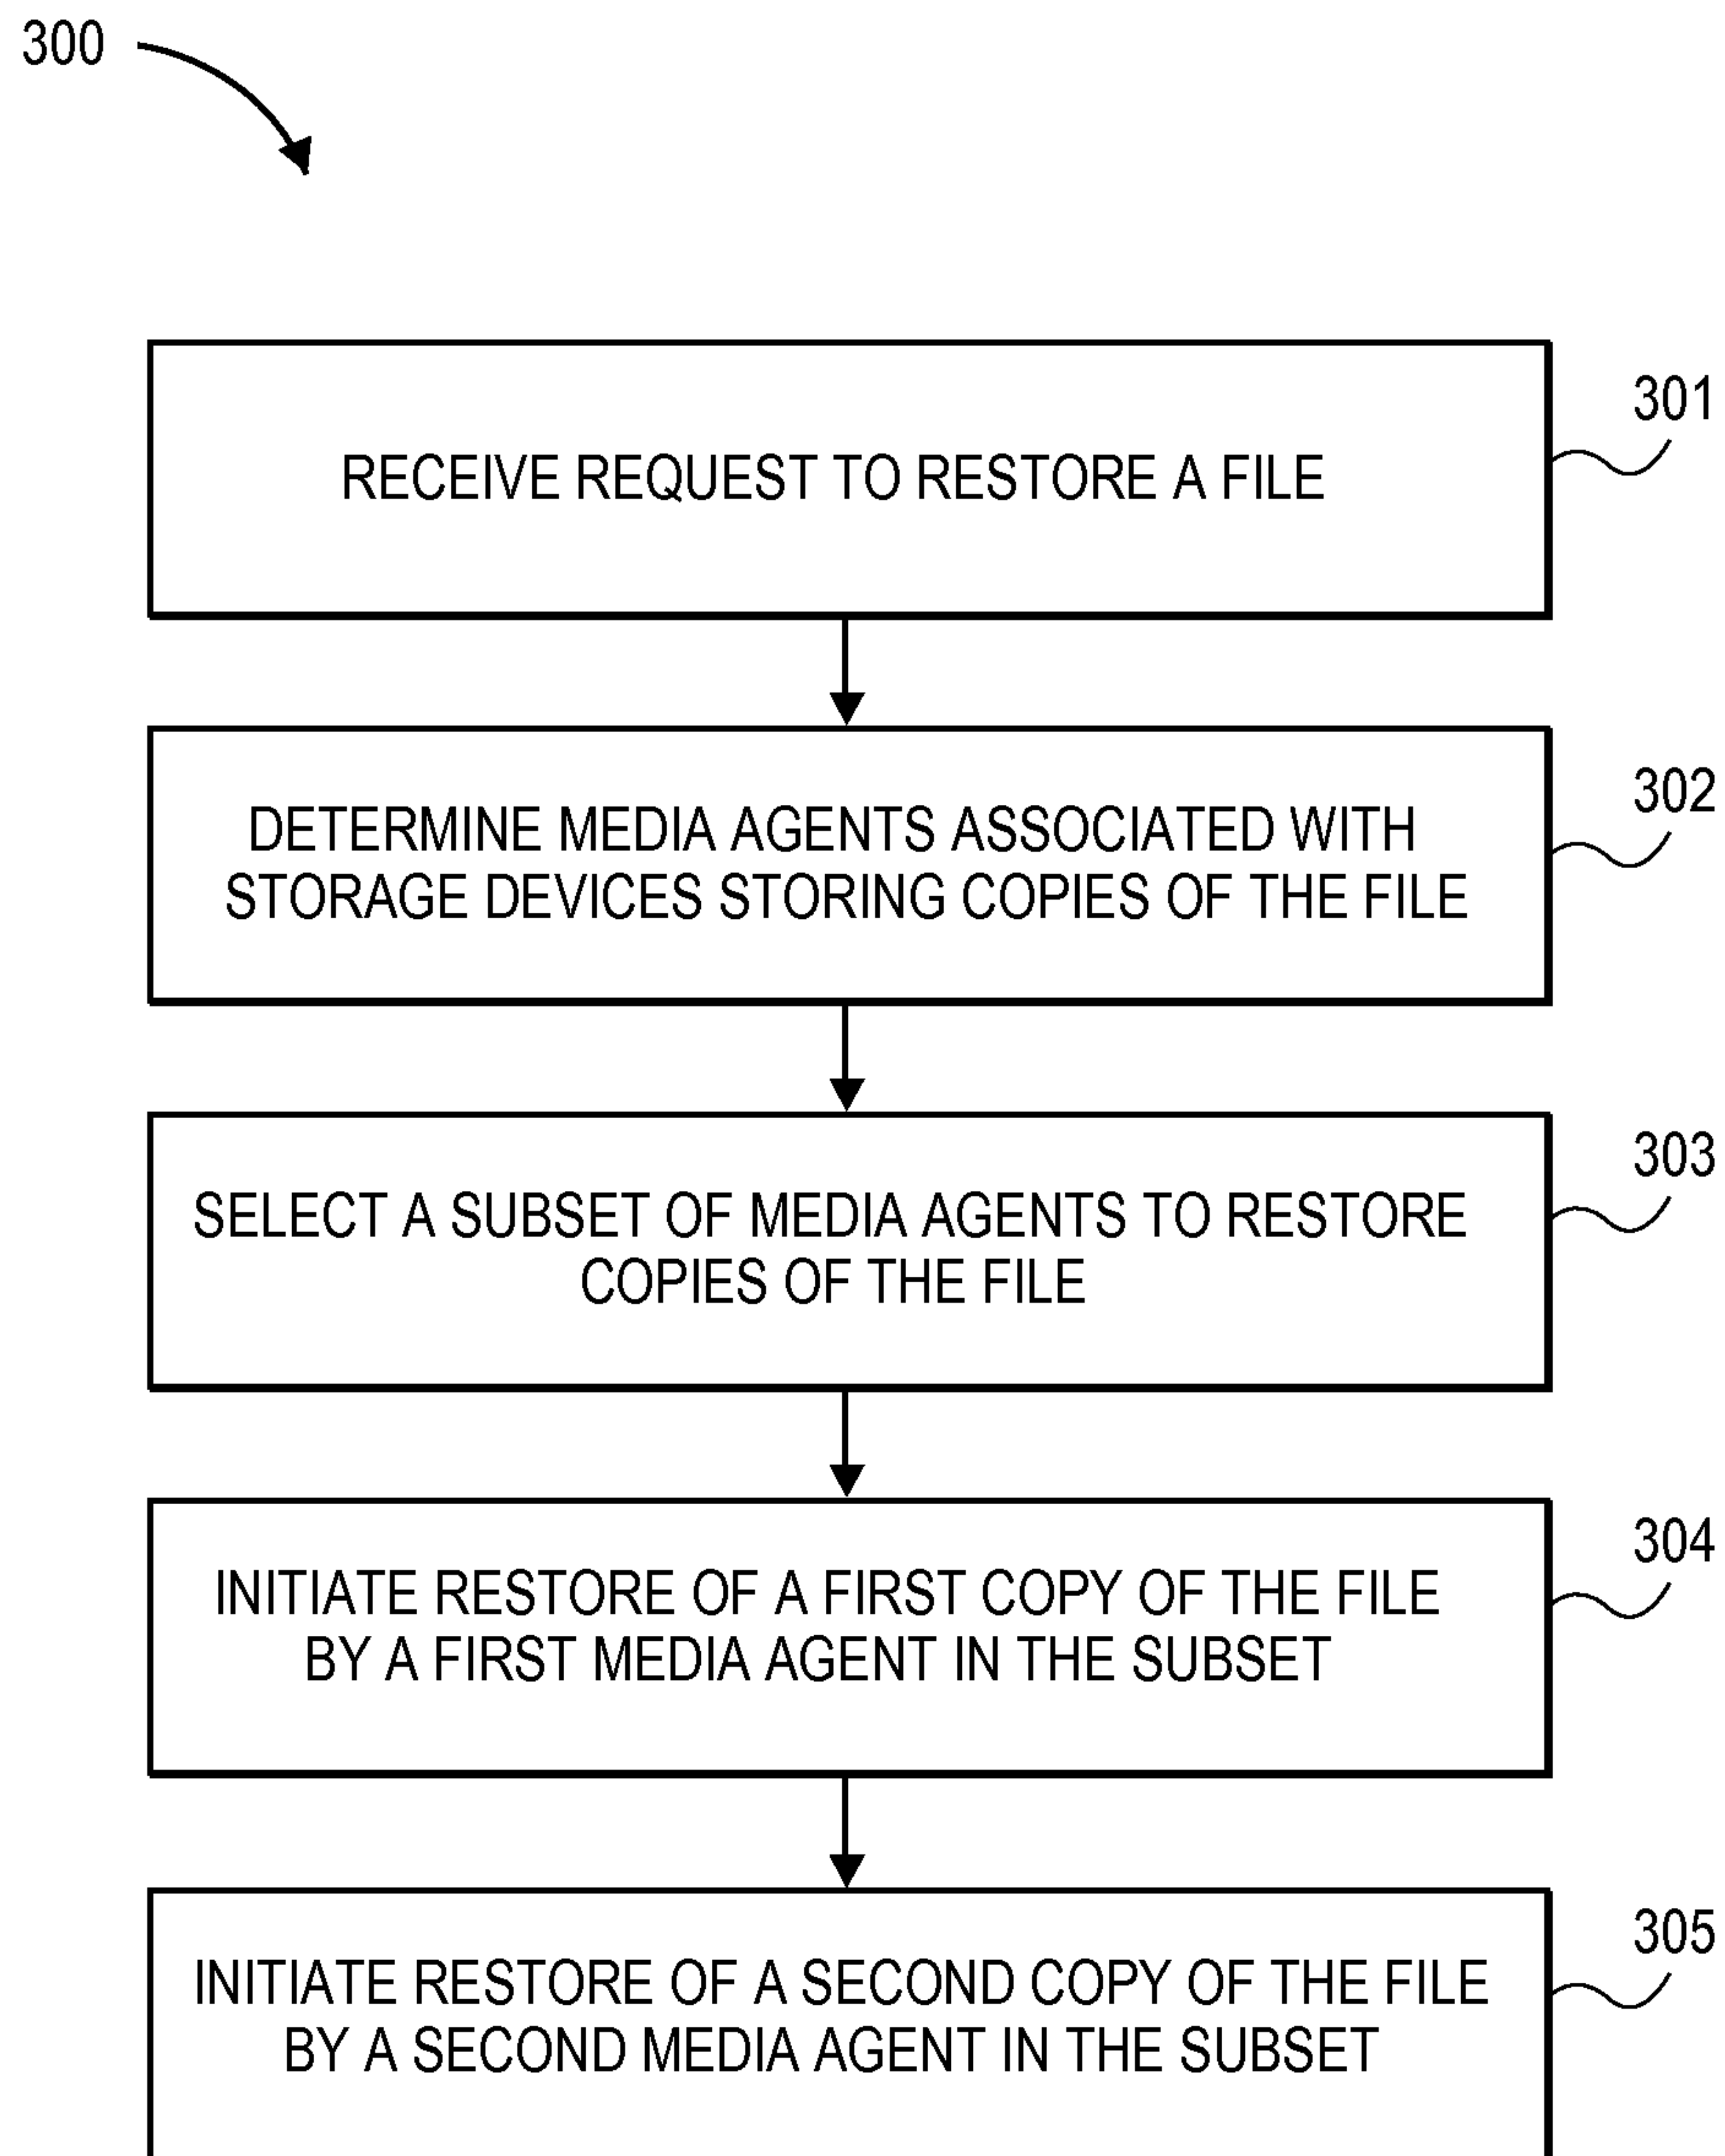 300
RECEIVE REQUEST TO RESTORE A FILE
301
DETERMINE MEDIA AGENTS ASSOCIATED WITH
STORAGE DEVICES STORING COPIES OF THE FILE
302
SELECT A SUBSET OF MEDIA AGENTS TO RESTORE
COPIES OF THE FILE
303
INITIATE RESTORE OF A FIRST COPY OF THE FILE
BY A FIRST MEDIA AGENT IN THE SUBSET
304
INITIATE RESTORE OF A SECOND COPY OF THE FILE
BY A SECOND MEDIA AGENT IN THE SUBSET
305